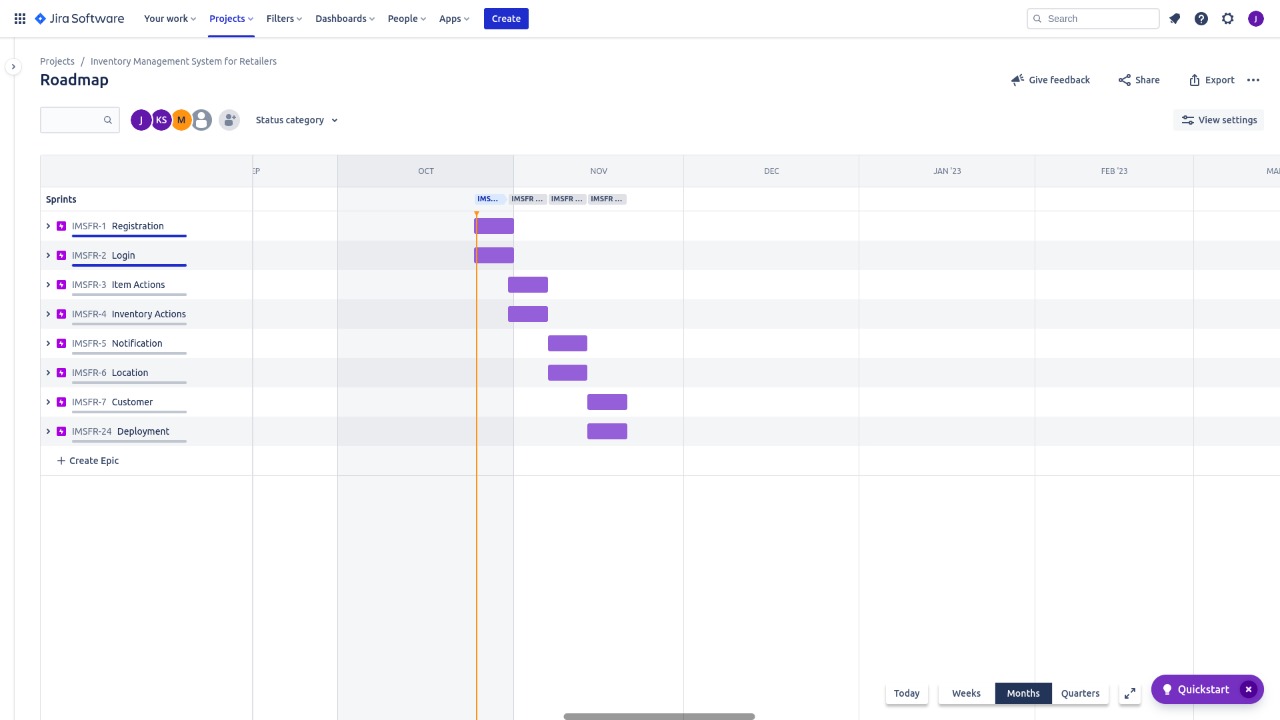 Jira Software Your work Projects Filters Dashboards People Apps Create Search J
Projects / Inventory Management System for Retailers
Roadmap Give feedback Share Export
J KS M Status category View settings
EP OCT NOV DEC JAN '23 FEB '23 MA
Sprints IMS... IMSFR ... IMSFR ... IMSFR ...
IMSFR-1 Registration
IMSFR-2 Login
IMSFR-3 Item Actions
IMSFR-4 Inventory Actions
IMSFR-5 Notification
IMSFR-6 Location
IMSFR-7 Customer
IMSFR-24 Deployment
Create Epic
Today Weeks Months Quarters Quickstart